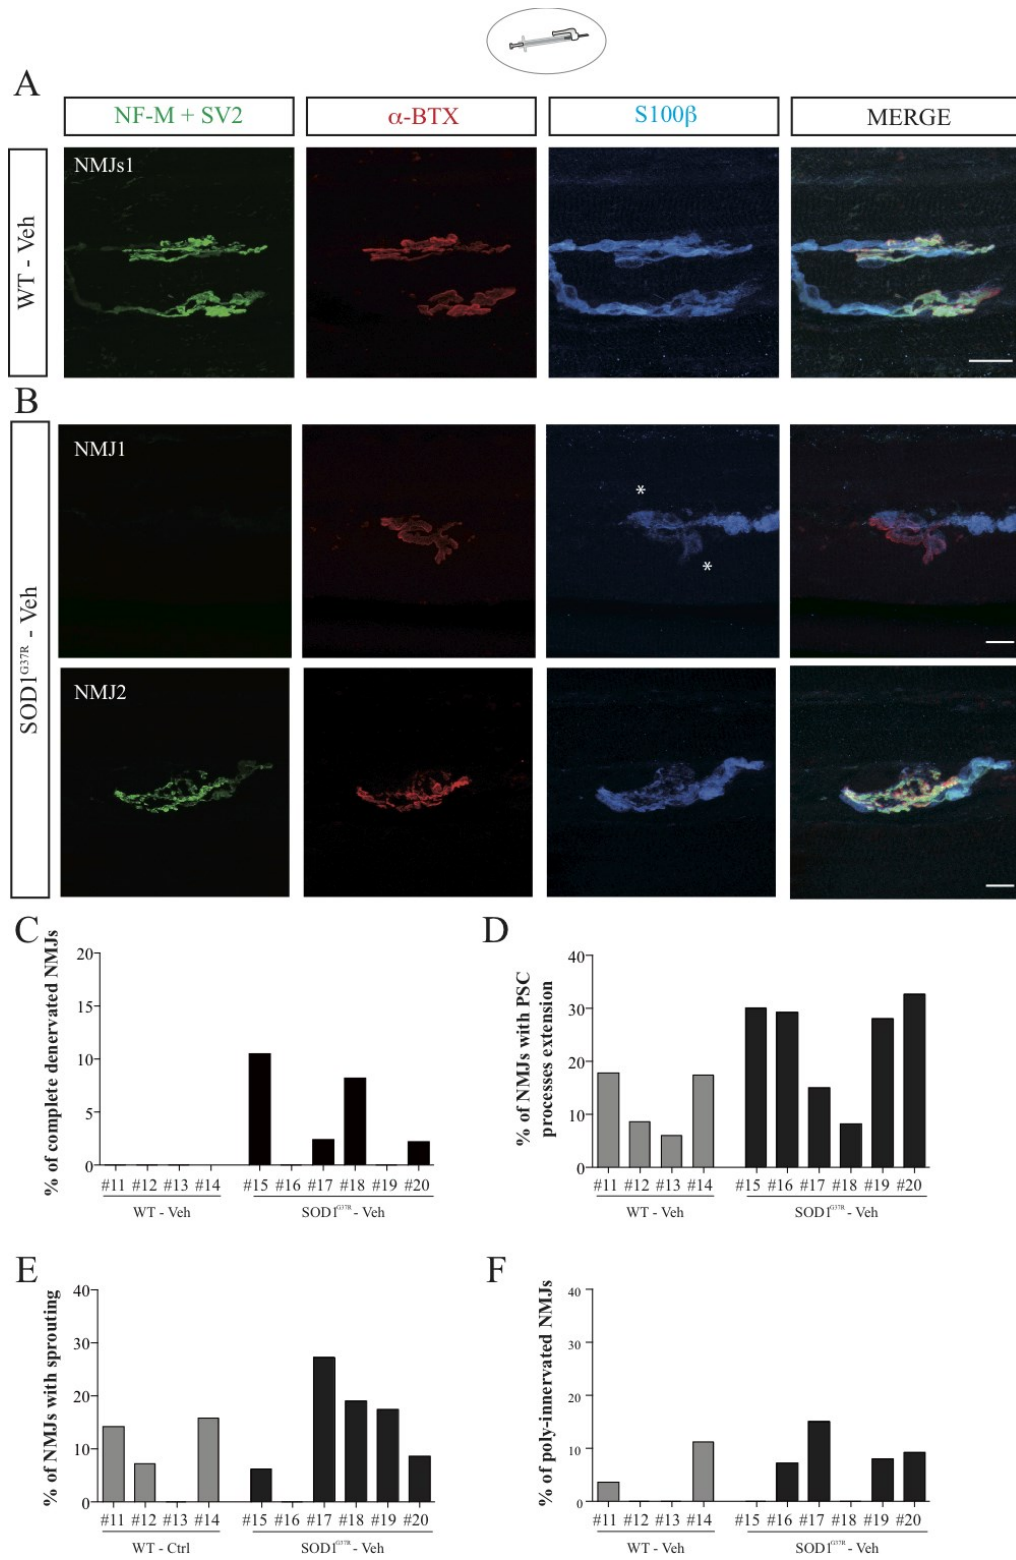 A
NF-M + SV2 α-BTX S100β MERGE
WT - Veh
NMJs1
B
SOD1G37R - Veh
NMJ1
*
*
NMJ2
C
% of complete denervated NMJs
20
15
10
5
0
#11 #12 #13 #14 #15 #16 #17 #18 #19 #20
WT - Veh SOD1G37R - Veh
D
% of NMJs with PSC
processes extension
40
30
20
10
0
#11 #12 #13 #14 #15 #16 #17 #18 #19 #20
WT - Veh SOD1G37R - Veh
E
% of NMJs with sprouting
40
30
20
10
0
#11 #12 #13 #14 #15 #16 #17 #18 #19 #20
WT - Ctrl SOD1G37R - Veh
F
% of poly-innervated NMJs
40
30
20
10
0
#11 #12 #13 #14 #15 #16 #17 #18 #19 #20
WT - Veh SOD1G37R - Veh